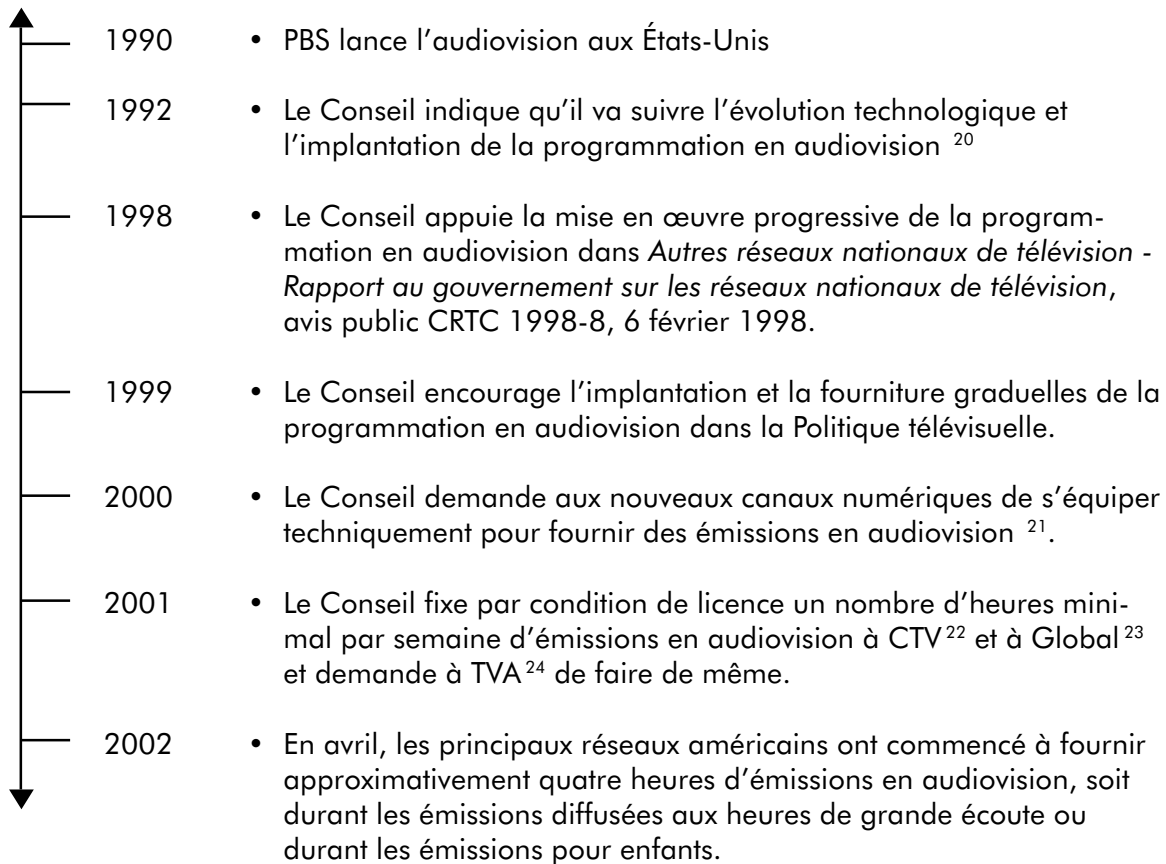 1990 • PBS lance l’audiovision aux États-Unis
1992 • Le Conseil indique qu’il va suivre l’évolution technologique et
l’implantation de la programmation en audiovision 20
1998 • Le Conseil appuie la mise en œuvre progressive de la program-
mation en audiovision dans Autres réseaux nationaux de télévision -
Rapport au gouvernement sur les réseaux nationaux de télévision,
avis public CRTC 1998-8, 6 février 1998.
1999 • Le Conseil encourage l’implantation et la fourniture graduelles de la
programmation en audiovision dans la Politique télévisuelle.
2000 • Le Conseil demande aux nouveaux canaux numériques de s’équiper
techniquement pour fournir des émissions en audiovision 21.
2001 • Le Conseil fixe par condition de licence un nombre d’heures mini-
mal par semaine d’émissions en audiovision à CTV 22 et à Global 23
et demande à TVA 24 de faire de même.
2002 • En avril, les principaux réseaux américains ont commencé à fournir
approximativement quatre heures d’émissions en audiovision, soit
durant les émissions diffusées aux heures de grande écoute ou
durant les émissions pour enfants.